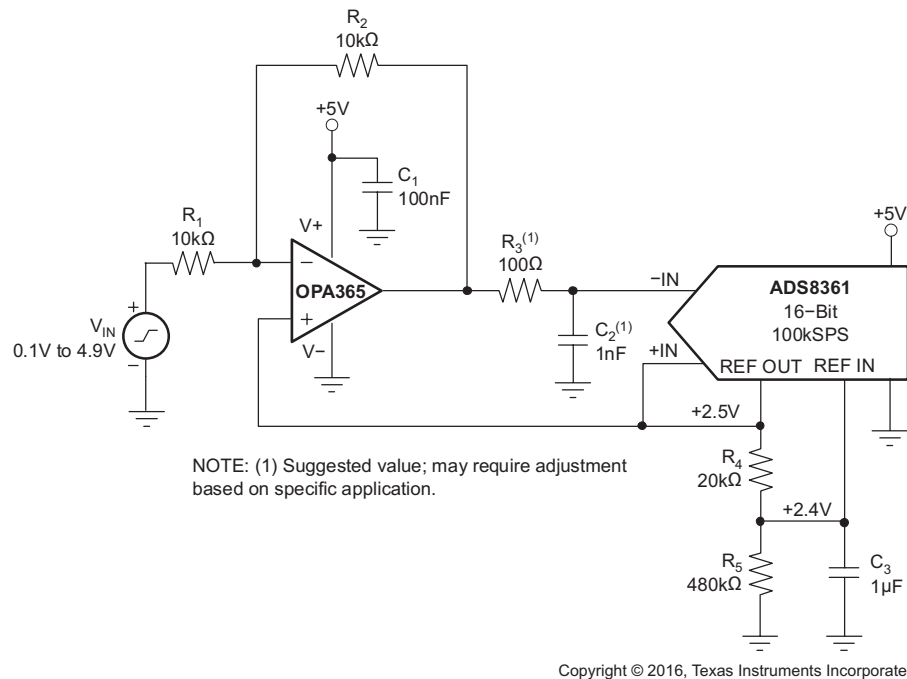 R2
10kΩ
+5V
C1
100nF
R1
10kΩ
V+
−
OPA365
+
V−
R3(1)
100Ω
+5V
−IN
ADS8361
16−Bit
100kSPS
+
VIN
0.1V to 4.9V
−
C2(1)
1nF
+IN
REF OUT REF IN
+2.5V
NOTE: (1) Suggested value; may require adjustment
based on specific application.
R4
20kΩ
+2.4V
R5
480kΩ
C3
1µF
Copyright © 2016, Texas Instruments Incorporate